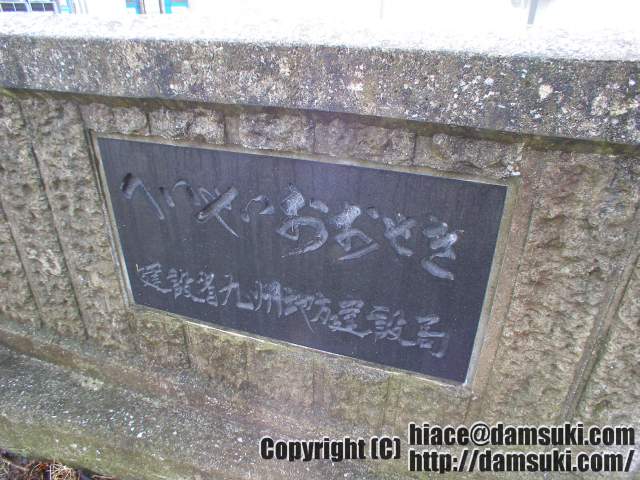 へいせいおおせき
建設省九州地方建設局
Copyright (C) hiace@damsuki.com
http://damsuki.com/